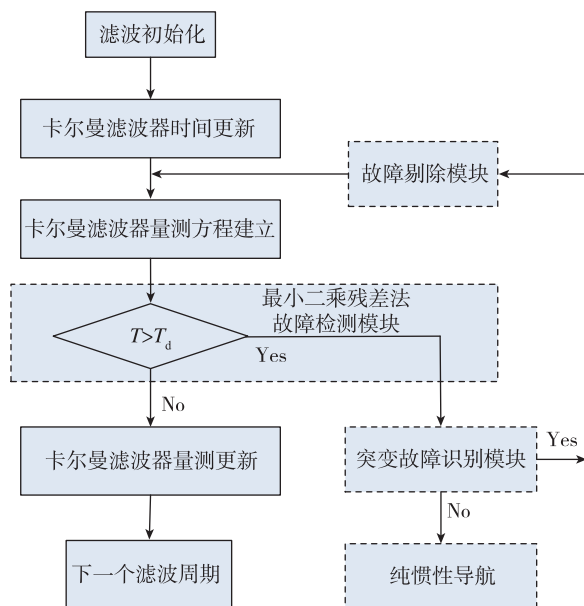 滤波初始化
卡尔曼滤波器时间更新
故障剔除模块
卡尔曼滤波器量测方程建立
最小二乘残差法
故障检测模块
T>Td
Yes
No
卡尔曼滤波器量测更新
突变故障识别模块
Yes
No
下一个滤波周期
纯惯性导航